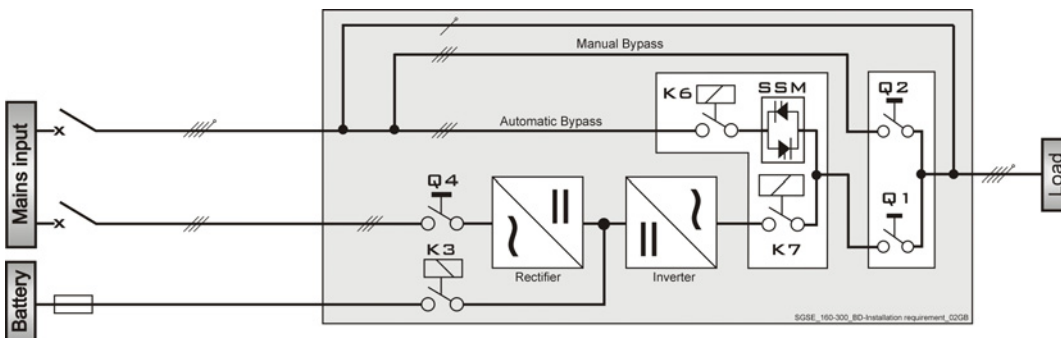 Manual Bypass
K6
SSM
Q2
Mains input
Automatic Bypass
Load
Q4
Q1
K7
K3
Rectifier
Inverter
Battery
SGSE_160-300_BD-Installation requirement_02GB